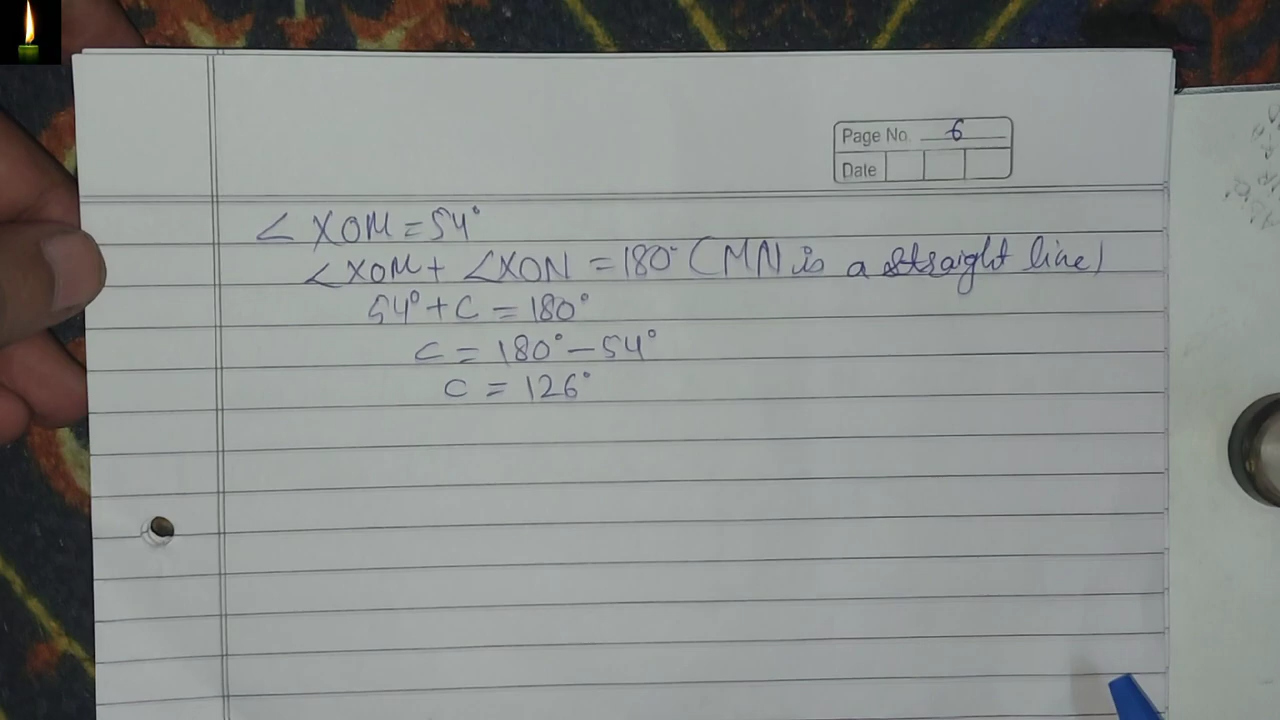 Page No. 6
Date
∠XOM = 54°
∠XOM + ∠XON = 180° (MN is a straight line)
54° + C = 180°
C = 180° - 54°
C = 126°